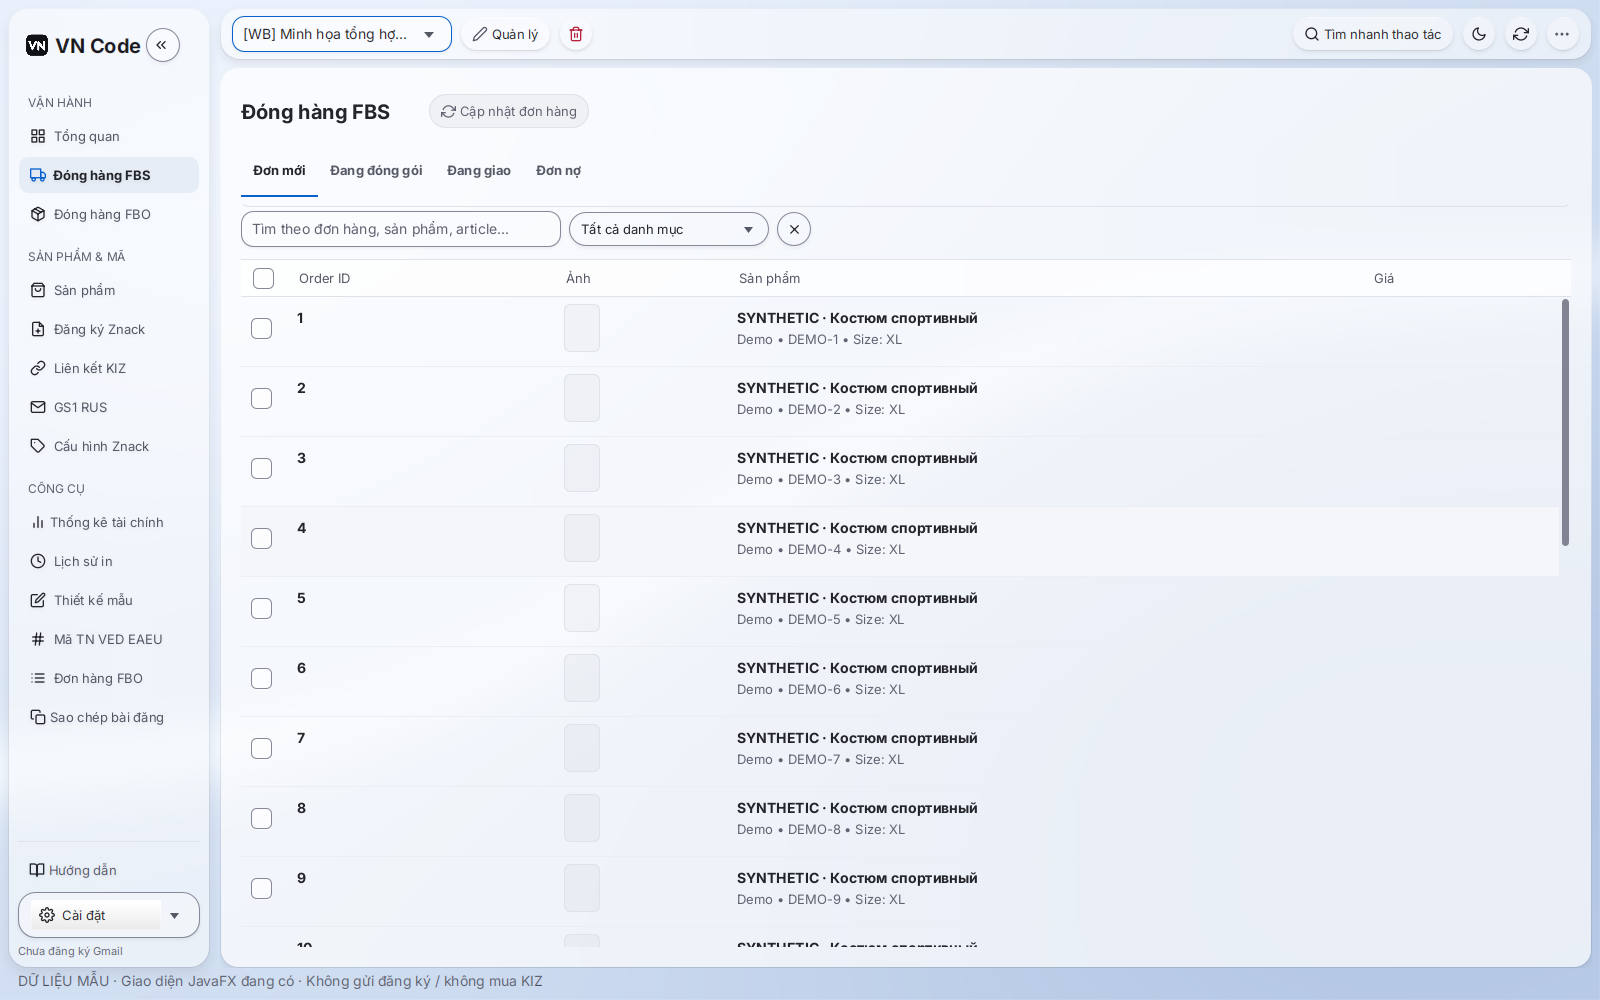 VN Code
VẬN HÀNH
Tổng quan
Đóng hàng FBS
Đóng hàng FBO
SẢN PHẨM & MÃ
Sản phẩm
Đăng ký Znack
Liên kết KIZ
GS1 RUS
Cấu hình Znack
CÔNG CỤ
Thống kê tài chính
Lịch sử in
Thiết kế mẫu
Mã TN VED EAEU
Đơn hàng FBO
Sao chép bài đăng
Hướng dẫn
Cài đặt
Chưa đăng ký Gmail
[WB] Minh họa tổng hợ...
Quản lý
Tìm nhanh thao tác
Đóng hàng FBS
Cập nhật đơn hàng
Đơn mới Đang đóng gói Đang giao Đơn nợ
Tìm theo đơn hàng, sản phẩm, article...
Tất cả danh mục
Order ID Ảnh Sản phẩm Giá
1 SYNTHETIC · Костюм спортивный
Demo • DEMO-1 • Size: XL
2 SYNTHETIC · Костюм спортивный
Demo • DEMO-2 • Size: XL
3 SYNTHETIC · Костюм спортивный
Demo • DEMO-3 • Size: XL
4 SYNTHETIC · Костюм спортивный
Demo • DEMO-4 • Size: XL
5 SYNTHETIC · Костюм спортивный
Demo • DEMO-5 • Size: XL
6 SYNTHETIC · Костюм спортивный
Demo • DEMO-6 • Size: XL
7 SYNTHETIC · Костюм спортивный
Demo • DEMO-7 • Size: XL
8 SYNTHETIC · Костюм спортивный
Demo • DEMO-8 • Size: XL
9 SYNTHETIC · Костюм спортивный
Demo • DEMO-9 • Size: XL
10 SYNTHETIC · Костюм спортивный
DỮ LIỆU MẪU · Giao diện JavaFX đang có · Không gửi đăng ký / không mua KIZ